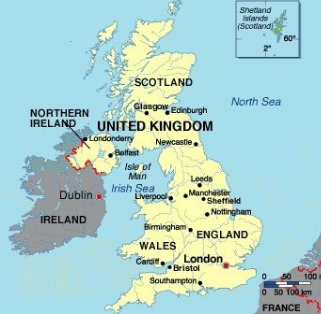 Shetland
Islands
(Scotland)
60°
2°
SCOTLAND
North Sea
Glasgow
Edinburgh
NORTHERN
IRELAND
UNITED KINGDOM
Londonderry
Newcastle
Belfast
Isle of
Man
Leeds
Dublin
Irish Sea
Manchester
Liverpool
Sheffield
IRELAND
Nottingham
Birmingham
ENGLAND
WALES
London
Cardiff
Bristol
Southampton
0 50 100
0 50 100 km
FRANCE